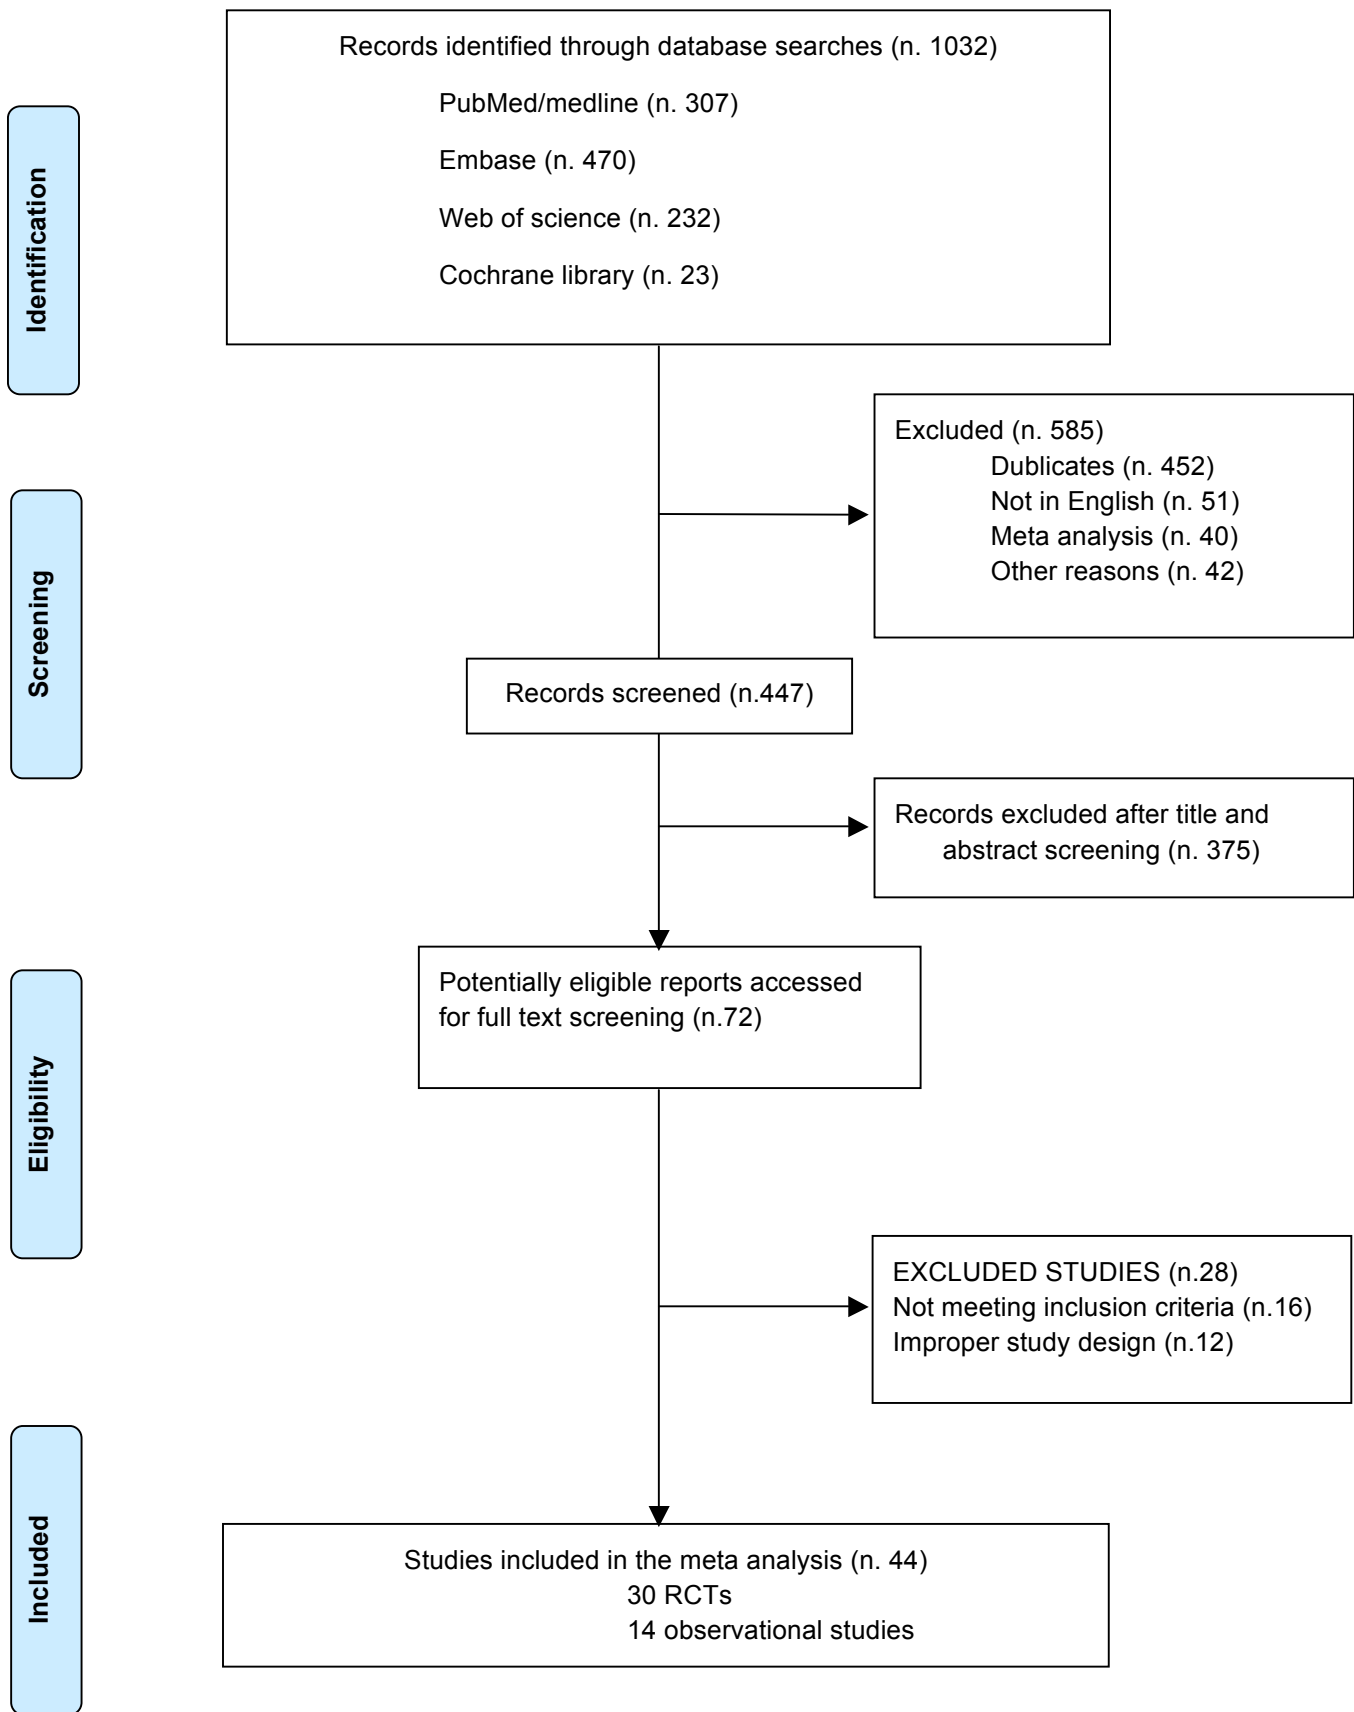 Records identified through database searches (n. 1032)
PubMed/medline (n. 307)
Embase (n. 470)
Web of science (n. 232)
Cochrane library (n. 23)
Identification
Excluded (n. 585)
Dublicates (n. 452)
Not in English (n. 51)
Meta analysis (n. 40)
Other reasons (n. 42)
Screening
Records screened (n.447)
Records excluded after title and
abstract screening (n. 375)
Potentially eligible reports accessed
for full text screening (n.72)
Eligibility
EXCLUDED STUDIES (n.28)
Not meeting inclusion criteria (n.16)
Improper study design (n.12)
Included
Studies included in the meta analysis (n. 44)
30 RCTs
14 observational studies